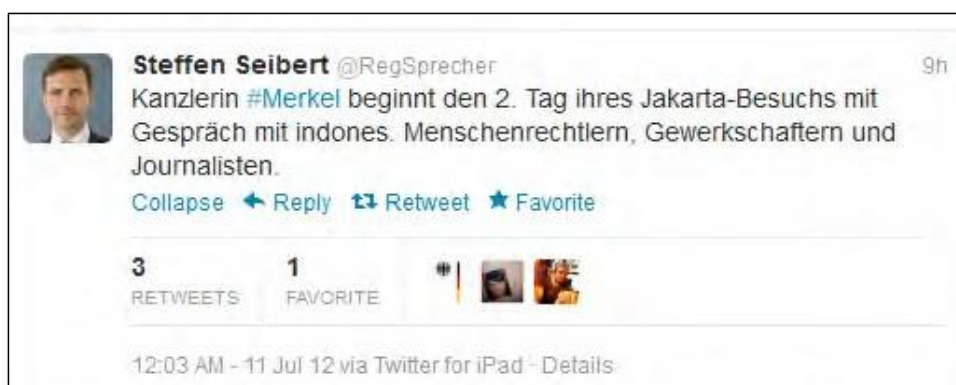 Steffen Seibert @RegSprecher 9h
Kanzlerin #Merkel beginnt den 2. Tag ihres Jakarta-Besuchs mit
Gespräch mit indones. Menschenrechtlern, Gewerkschaftern und
Journalisten.
Collapse Reply Retweet Favorite
3 1
RETWEETS FAVORITE
12:03 AM - 11 Jul 12 via Twitter for iPad · Details